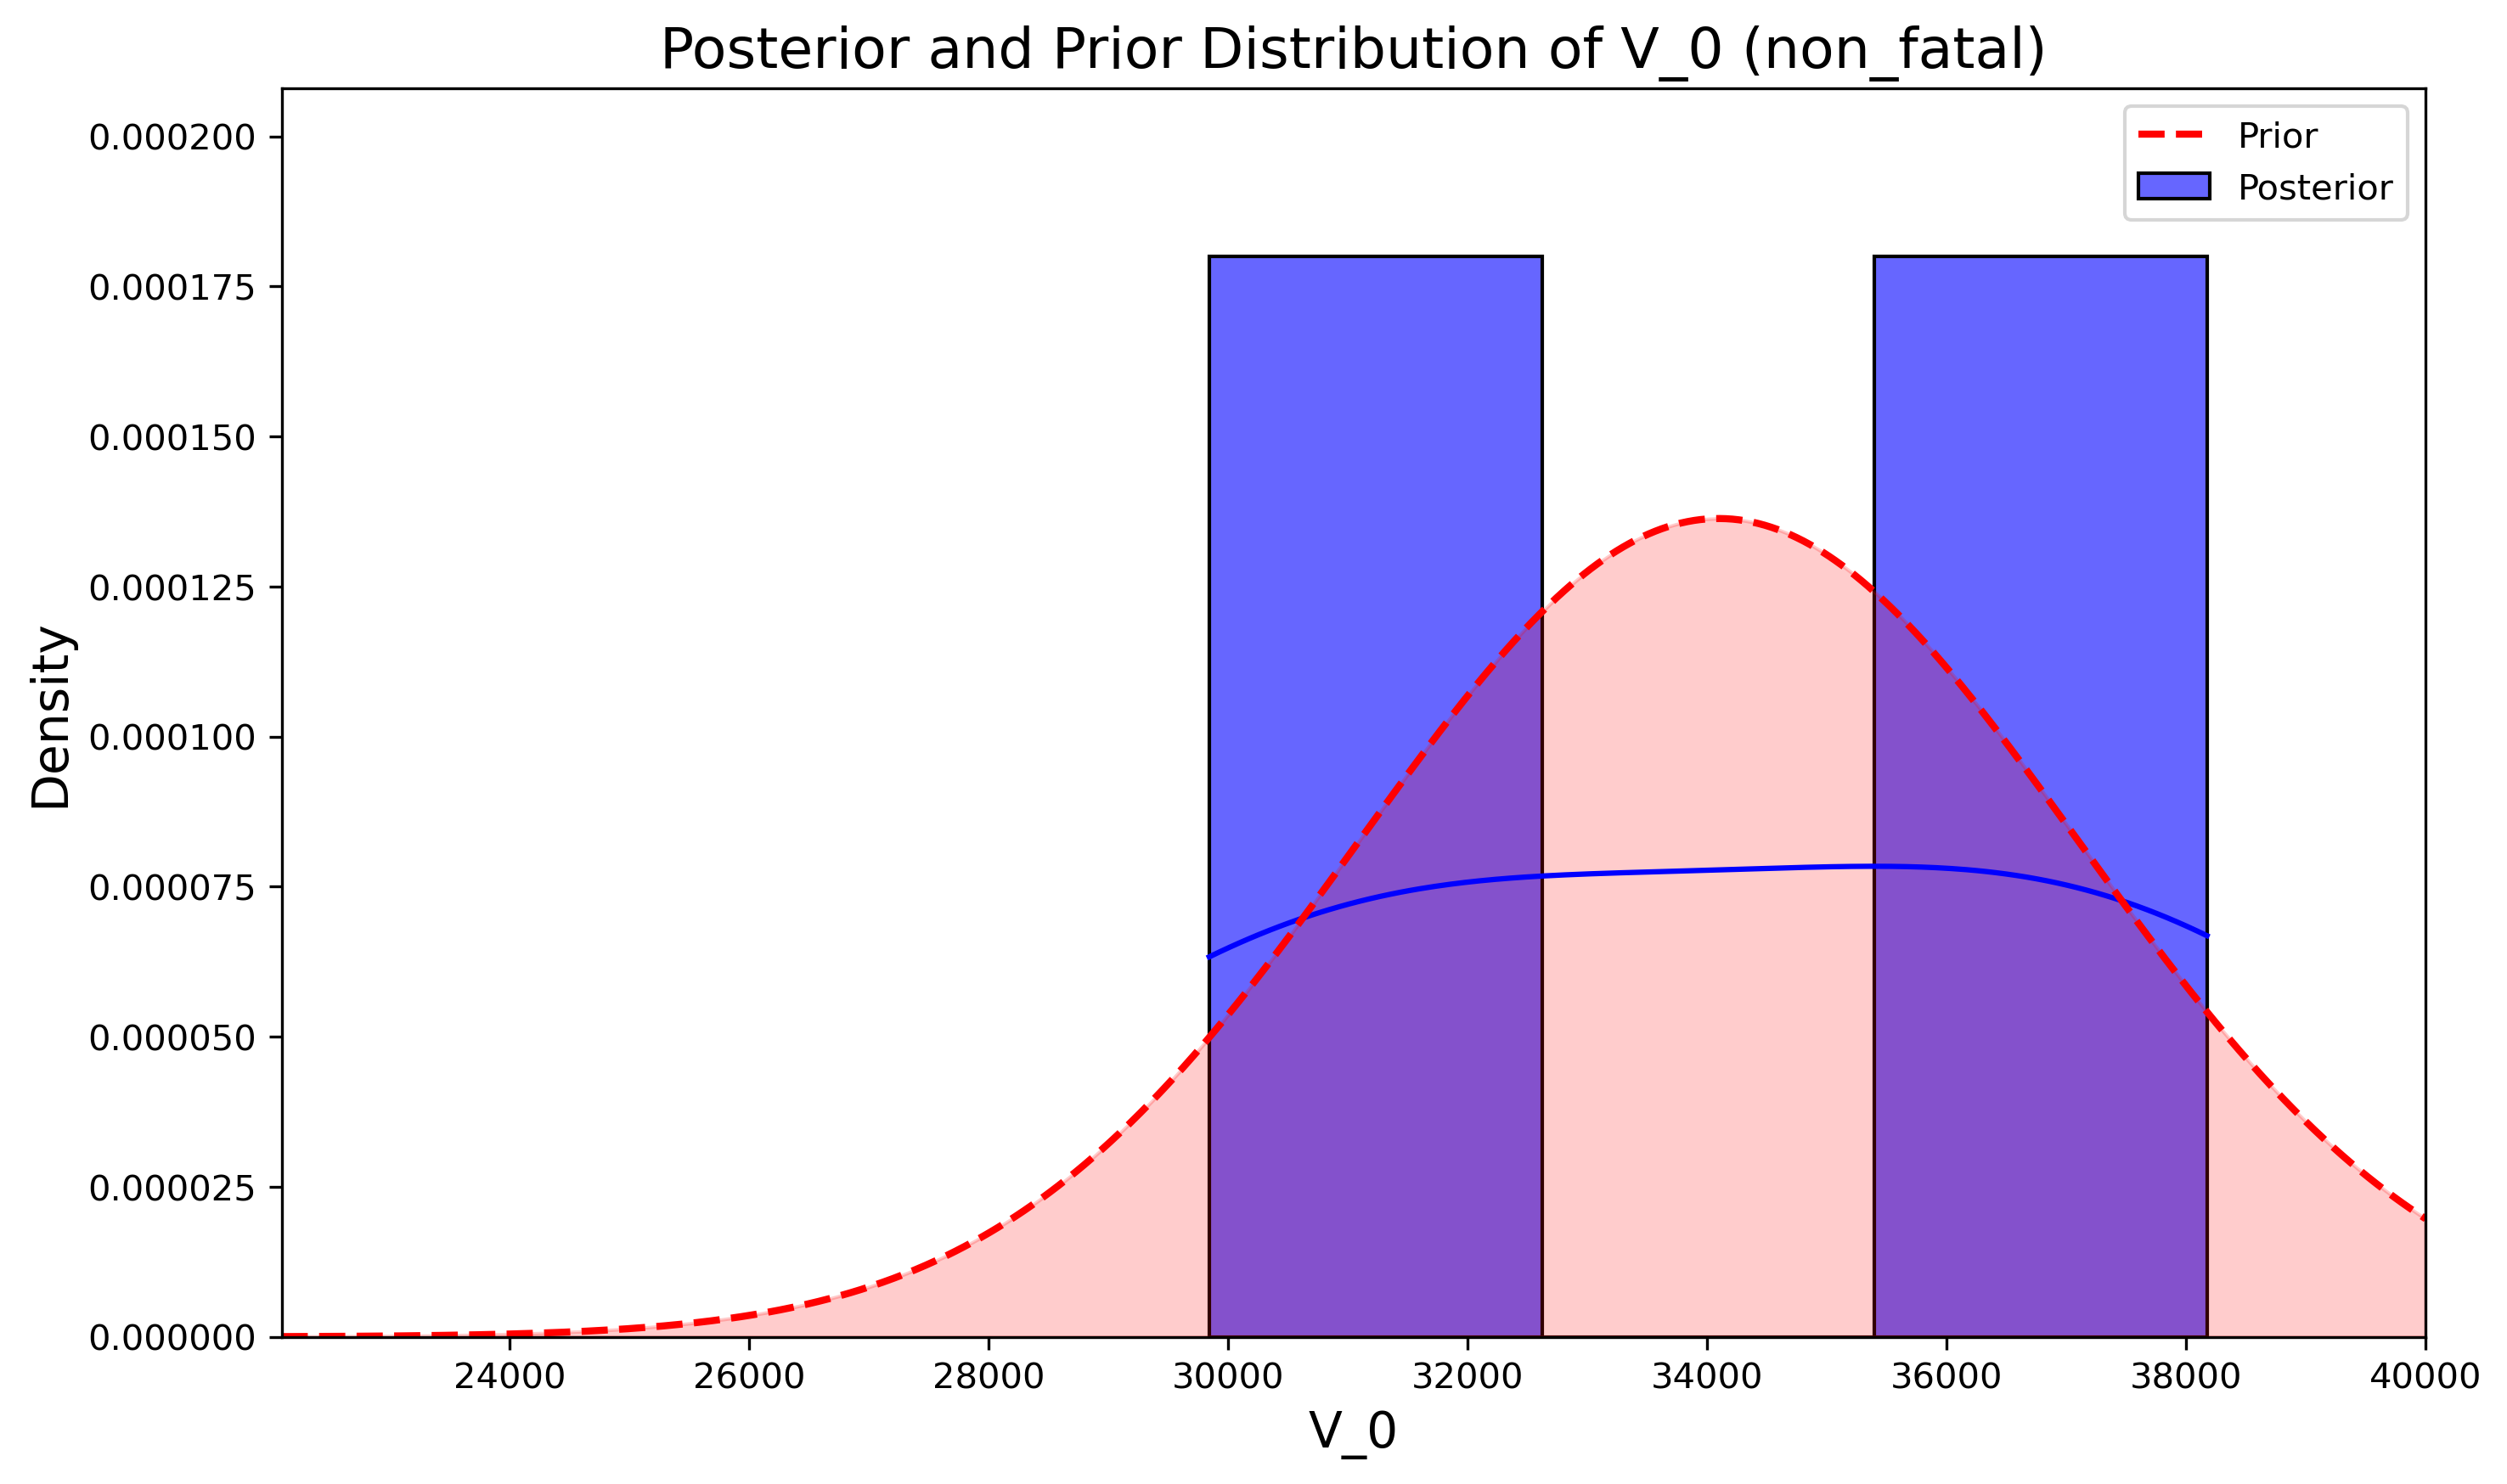 Posterior and Prior Distribution of V_0 (non_fatal)
Prior
Posterior
0.000200
0.000175
0.000150
0.000125
0.000100
0.000075
0.000050
0.000025
0.000000
Density
24000 26000 28000 30000 32000 34000 36000 38000 40000
V_0